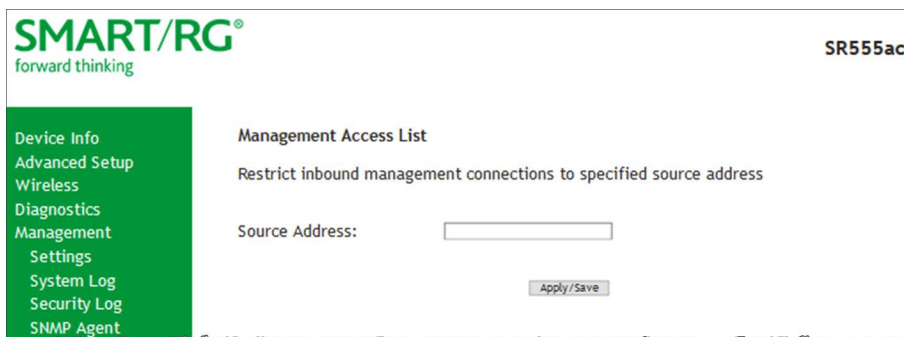 SMART/RG®
forward thinking
SR555ac
Device Info
Advanced Setup
Wireless
Diagnostics
Management
Settings
System Log
Security Log
SNMP Agent
Management Access List
Restrict inbound management connections to specified source address
Source Address:
Apply/Save